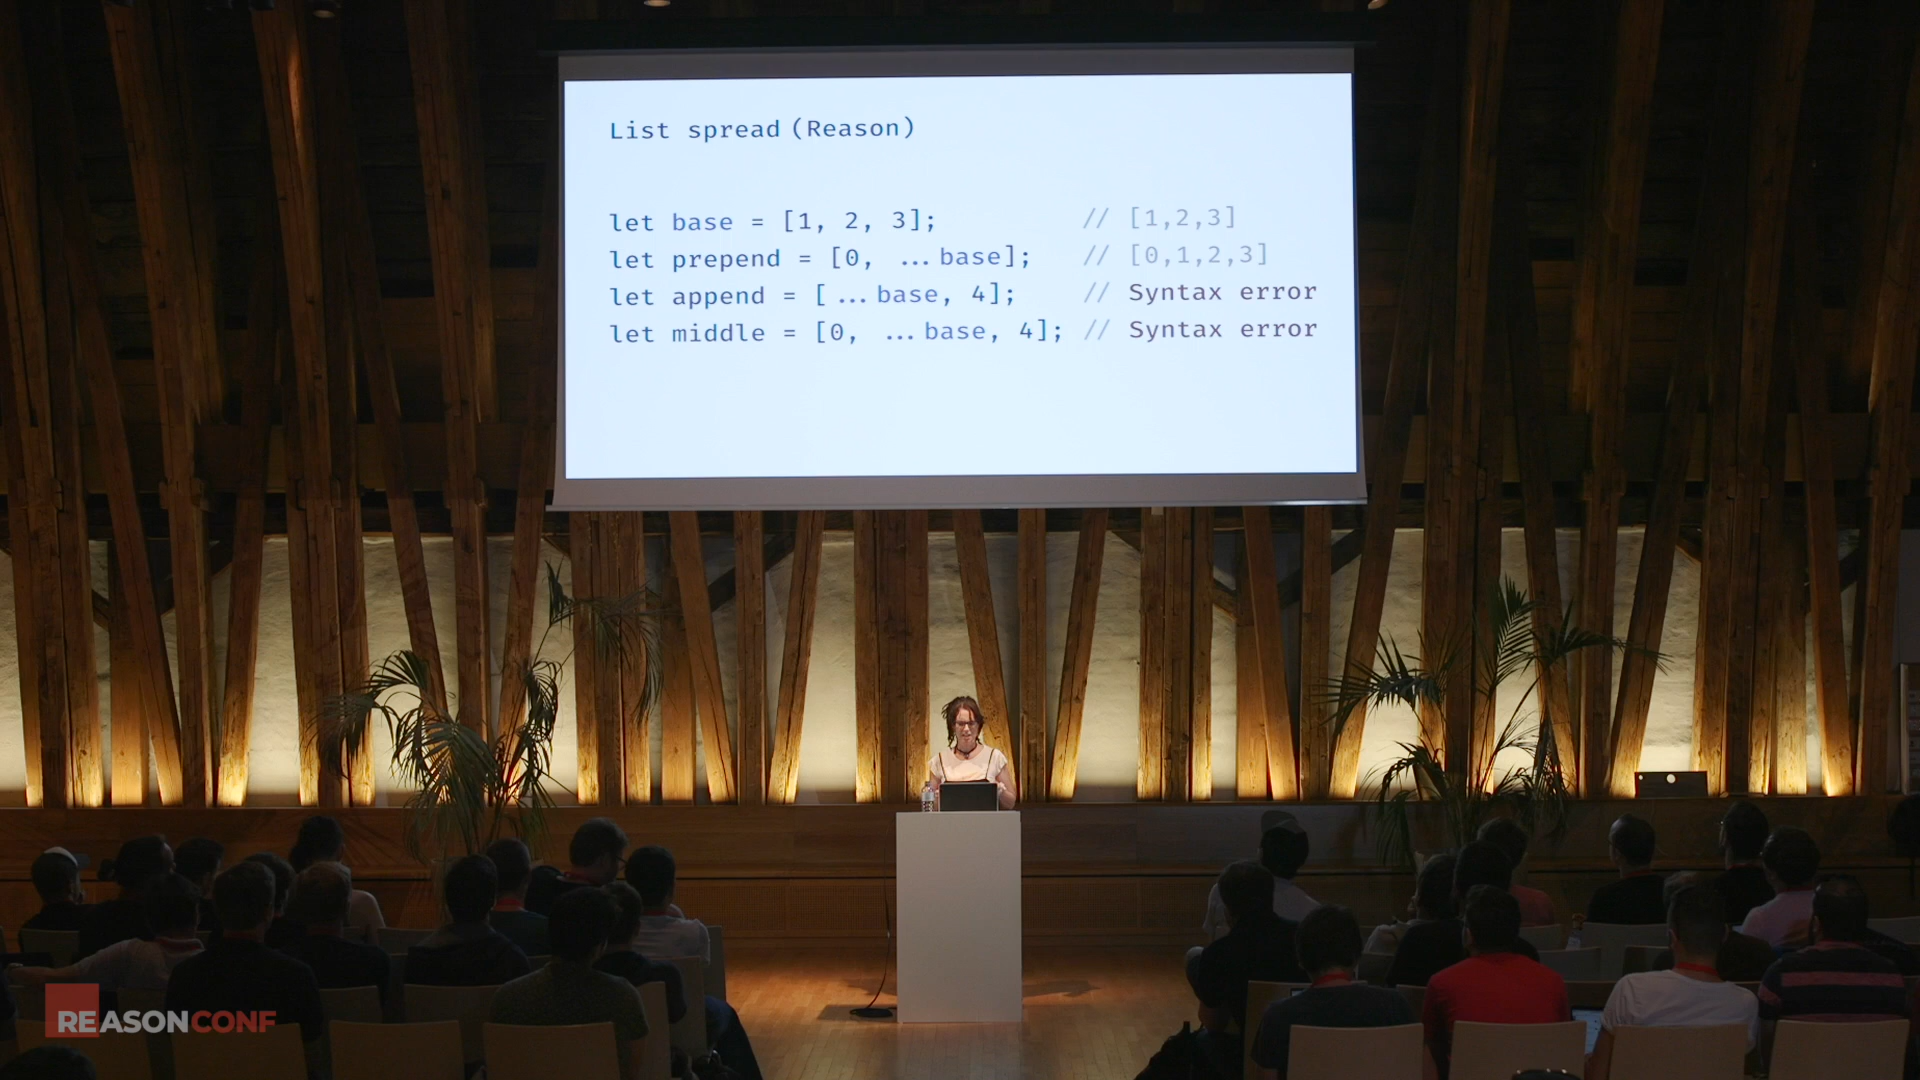 List spread (Reason)
let base = [1, 2, 3]; // [1,2,3]
let prepend = [0, ...base]; // [0,1,2,3]
let append = [...base, 4]; // Syntax error
let middle = [0, ...base, 4]; // Syntax error
REASONCONF